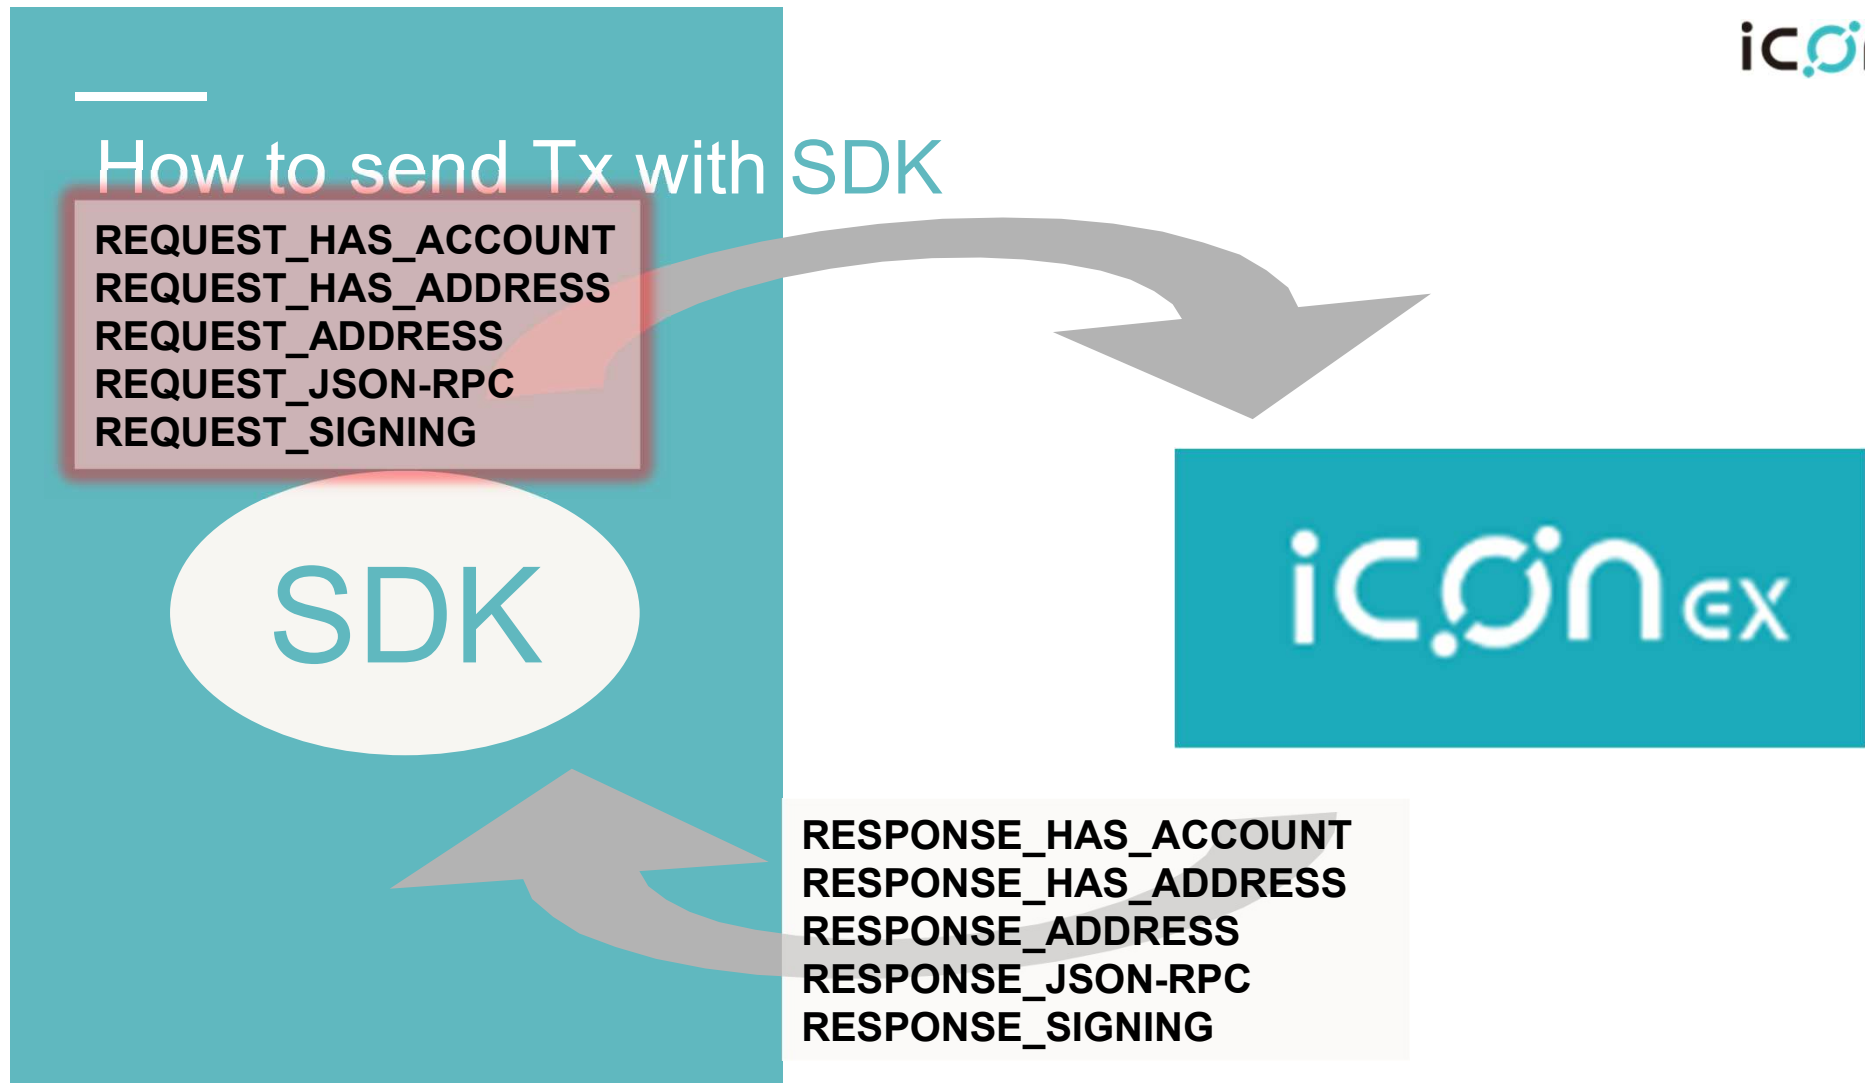 icon
How to send Tx with SDK
REQUEST_HAS_ACCOUNT
REQUEST_HAS_ADDRESS
REQUEST_ADDRESS
REQUEST_JSON-RPC
REQUEST_SIGNING
SDK
icon ex
RESPONSE_HAS_ACCOUNT
RESPONSE_HAS_ADDRESS
RESPONSE_ADDRESS
RESPONSE_JSON-RPC
RESPONSE_SIGNING